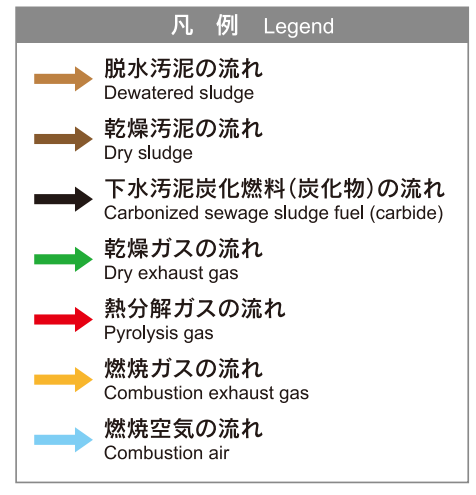 凡 例 Legend
脱水汚泥の流れ
Dewatered sludge
乾燥汚泥の流れ
Dry sludge
下水汚泥炭化燃料(炭化物)の流れ
Carbonized sewage sludge fuel (carbide)
乾燥ガスの流れ
Dry exhaust gas
熱分解ガスの流れ
Pyrolysis gas
燃焼ガスの流れ
Combustion exhaust gas
燃焼空気の流れ
Combustion air